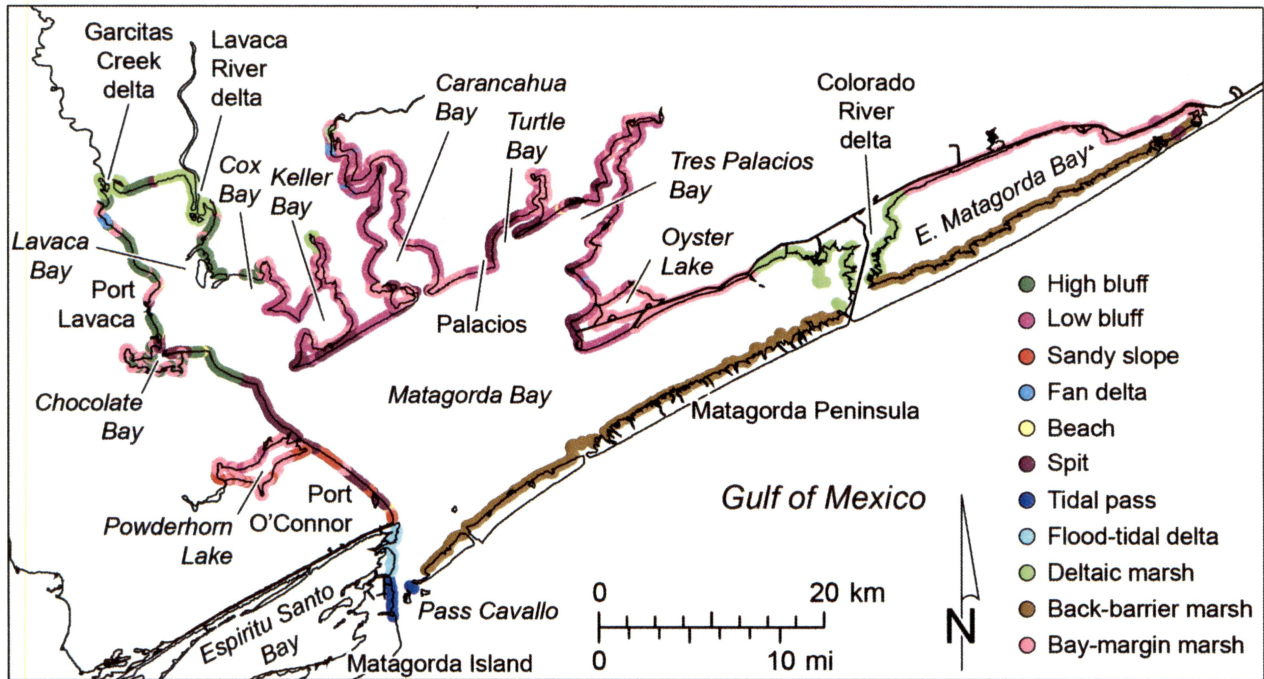 Garcitas
Creek
delta
Lavaca
River
delta
Carancahua
Bay
Turtle
Bay
Colorado
River
delta
Cox
Bay
Keller
Bay
Tres Palacios
Bay
E. Matagorda Bay
Lavaca
Bay
Oyster
Lake
Port
Lavaca
Palacios
Chocolate
Bay
Matagorda Bay
Matagorda Peninsula
Gulf of Mexico
Powderhorn
Lake
Port
O'Connor
Espiritu Santo
Bay
Pass Cavallo
Matagorda Island
High bluff
Low bluff
Sandy slope
Fan delta
Beach
Spit
Tidal pass
Flood-tidal delta
Deltaic marsh
Back-barrier marsh
Bay-margin marsh
0 20 km
0 10 mi
N